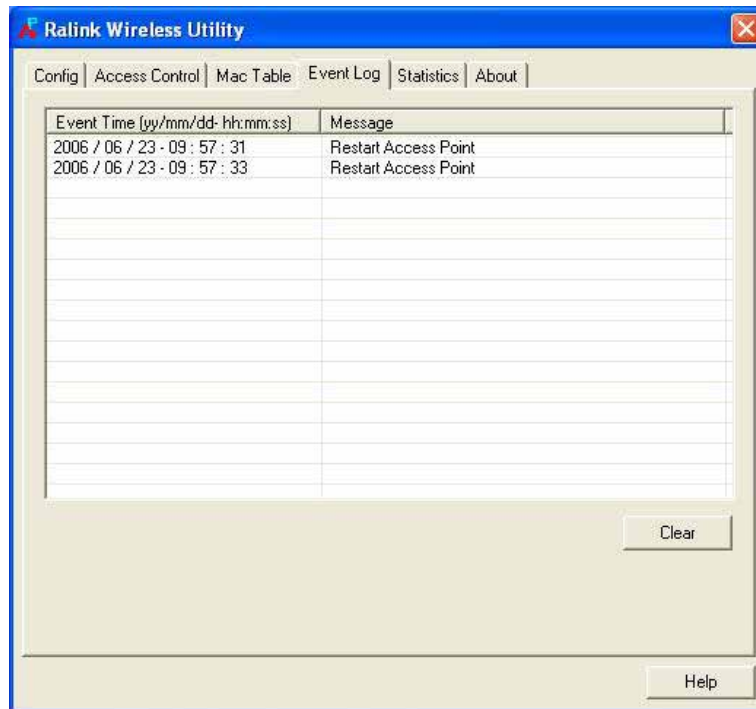 Ralink Wireless Utility
Config Access Control Mac Table Event Log Statistics About
Event Time (yy/mm/dd- hh:mm:ss) Message
2006 / 06 / 23 - 09 : 57 : 31 Restart Access Point
2006 / 06 / 23 - 09 : 57 : 33 Restart Access Point
Clear
Help